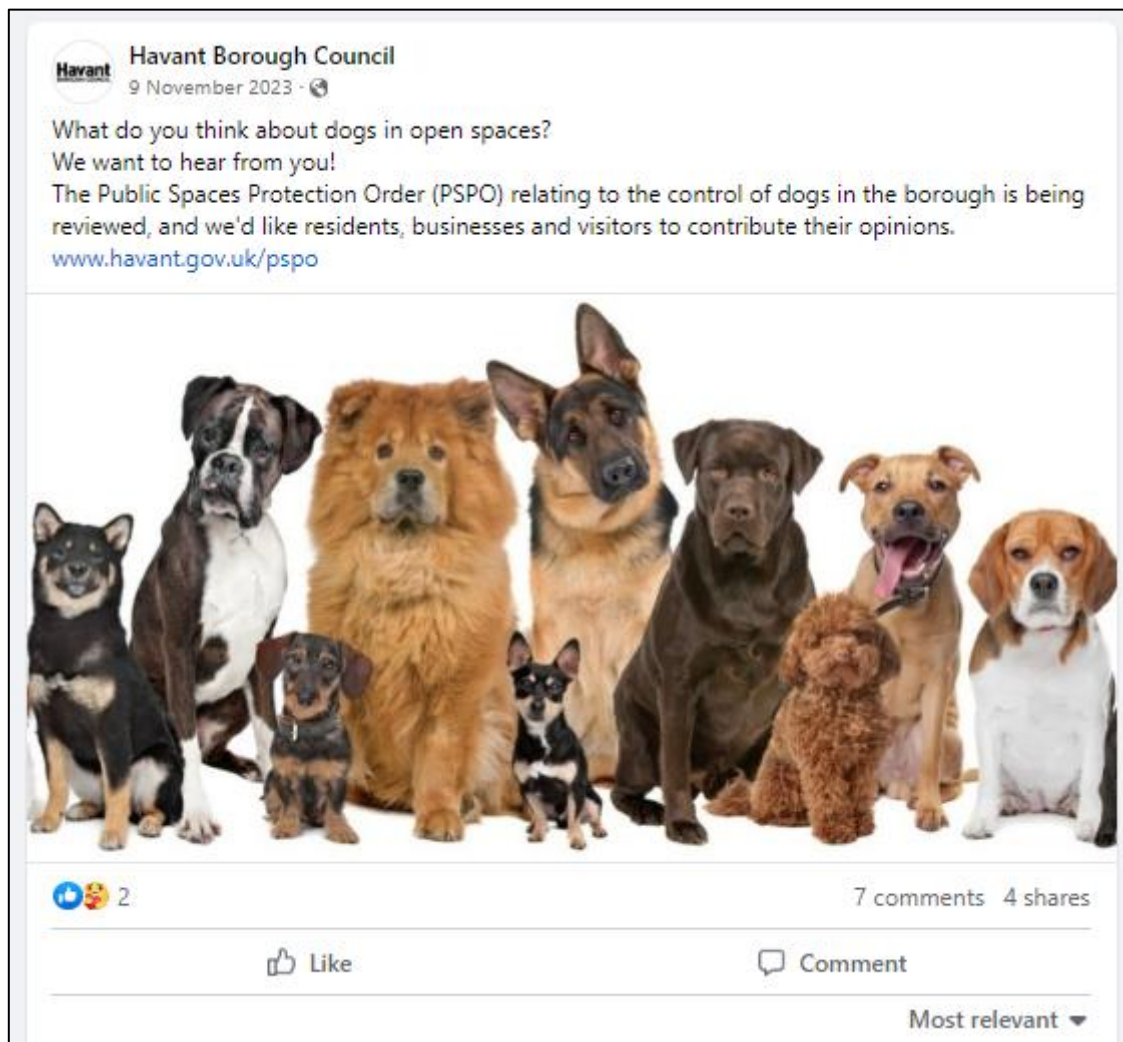 Havant
BOROUGH COUNCIL
Havant Borough Council
9 November 2023 ·
What do you think about dogs in open spaces?
We want to hear from you!
The Public Spaces Protection Order (PSPO) relating to the control of dogs in the borough is being
reviewed, and we'd like residents, businesses and visitors to contribute their opinions.
www.havant.gov.uk/pspo
2
7 comments 4 shares
Like
Comment
Most relevant